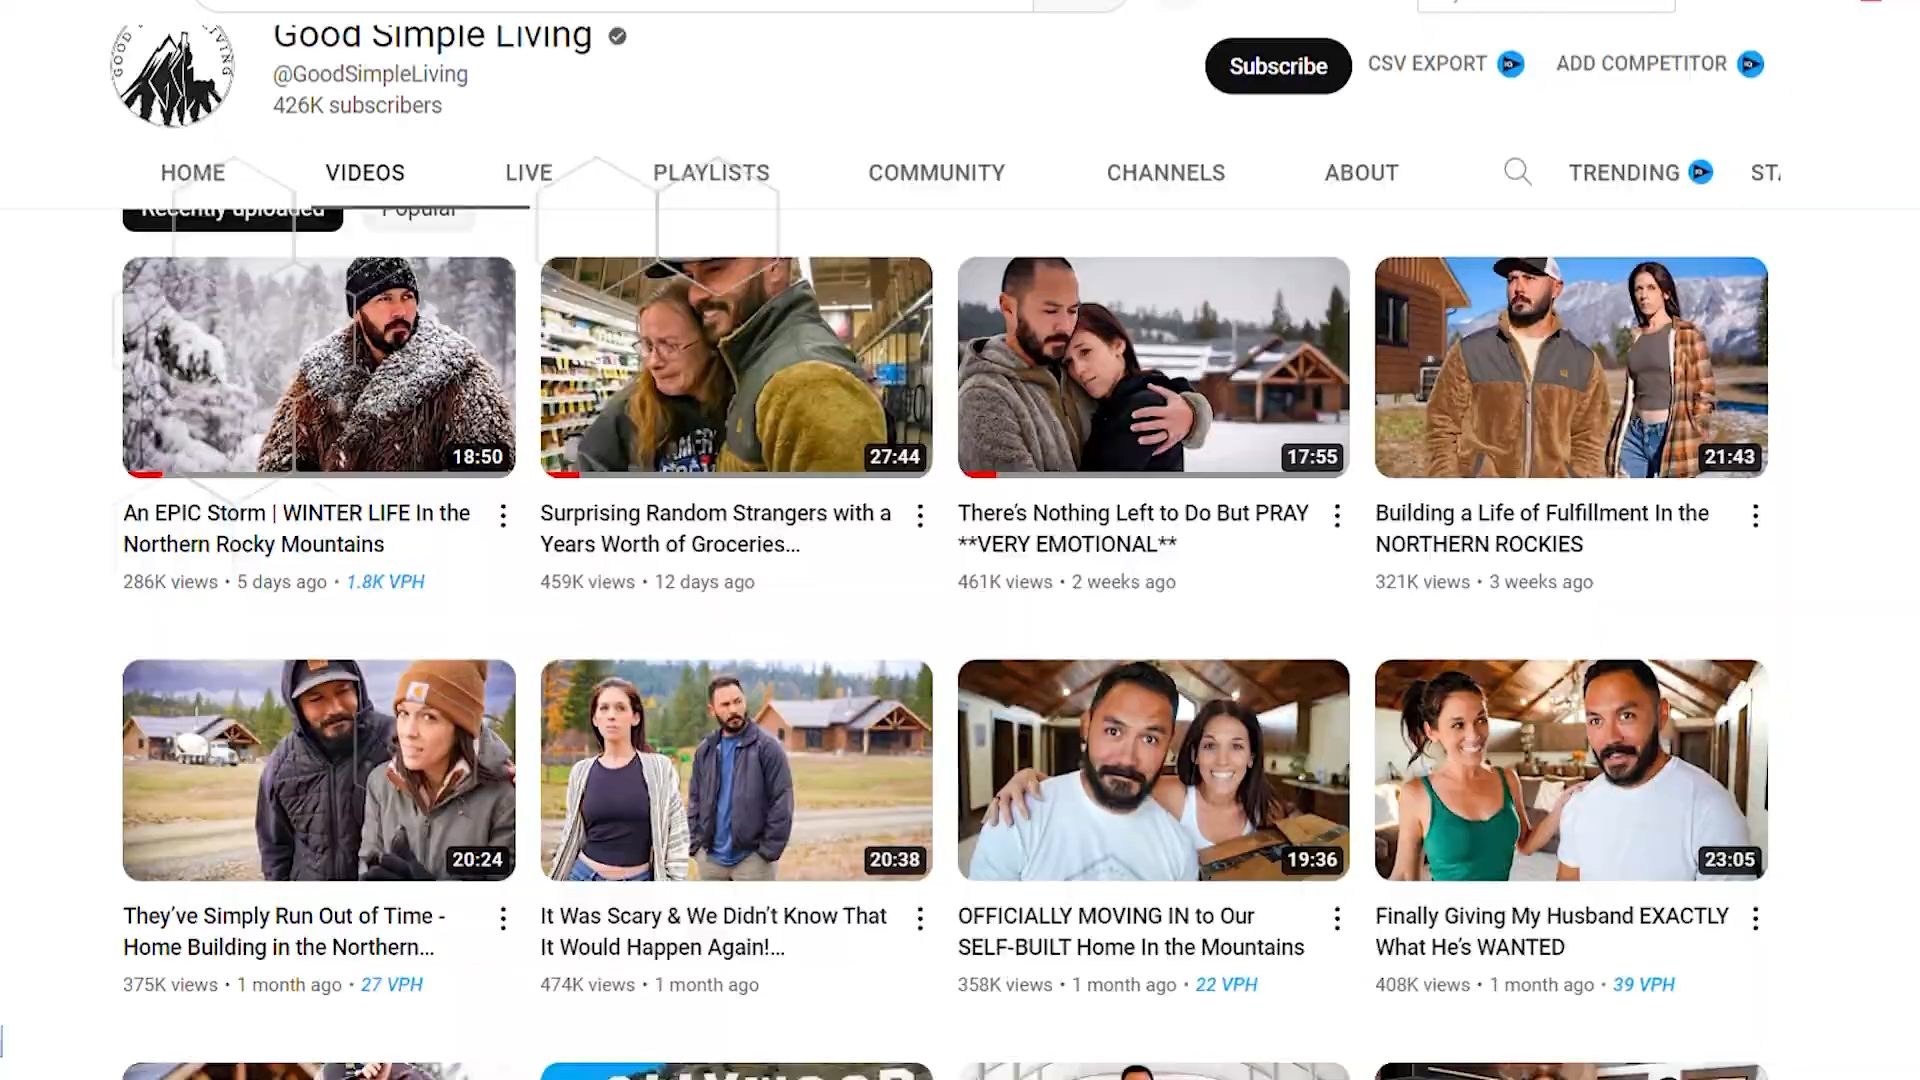 Good Simple Living
@GoodSimpleLiving
426K subscribers
Subscribe
CSV EXPORT
ADD COMPETITOR
HOME
VIDEOS
LIVE
PLAYLISTS
COMMUNITY
CHANNELS
ABOUT
TRENDING
Recently uploaded
Popular
18:50
27:44
17:55
21:43
An EPIC Storm | WINTER LIFE In the
Northern Rocky Mountains
286K views • 5 days ago • 1.8K VPH
Surprising Random Strangers with a
Years Worth of Groceries...
459K views • 12 days ago
There's Nothing Left to Do But PRAY
**VERY EMOTIONAL**
461K views • 2 weeks ago
Building a Life of Fulfillment In the
NORTHERN ROCKIES
321K views • 3 weeks ago
20:24
20:38
19:36
23:05
They've Simply Run Out of Time -
Home Building in the Northern...
375K views • 1 month ago • 27 VPH
It Was Scary & We Didn't Know That
It Would Happen Again!...
474K views • 1 month ago
OFFICIALLY MOVING IN to Our
SELF-BUILT Home In the Mountains
358K views • 1 month ago • 22 VPH
Finally Giving My Husband EXACTLY
What He's WANTED
408K views • 1 month ago • 39 VPH